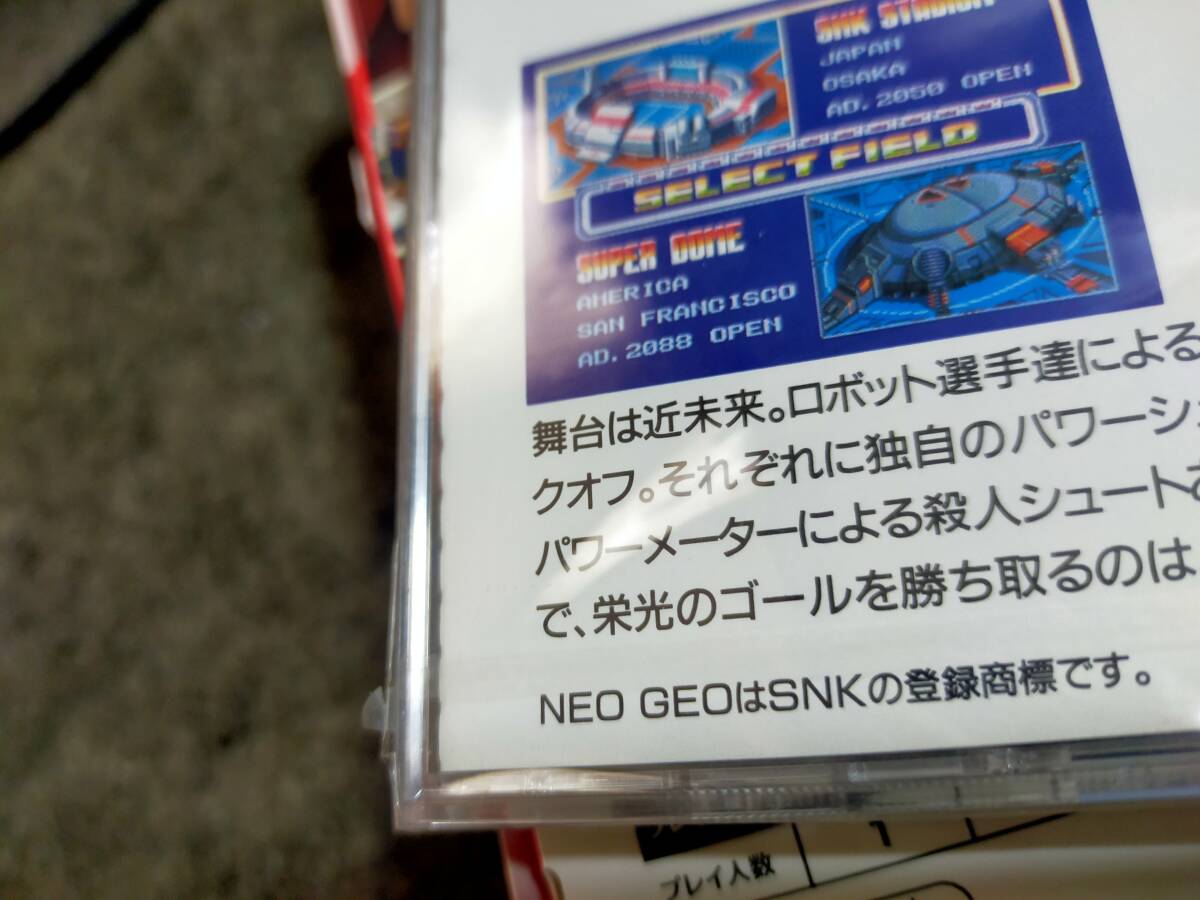 SNK STADIUM
JAPAN
OSAKA
AD.2050 OPEN
SELECT FIELD
SUPER DOME
AMERICA
SAN FRANCISCO
AD.2088 OPEN
舞台は近未来。ロボット選手達による
クオフ。それぞれに独自のパワーシュ
パワーメーターによる殺人シュートあ
で、栄光のゴールを勝ち取るのは
NEO GEOはSNKの登録商標です。
1
プレイ人数